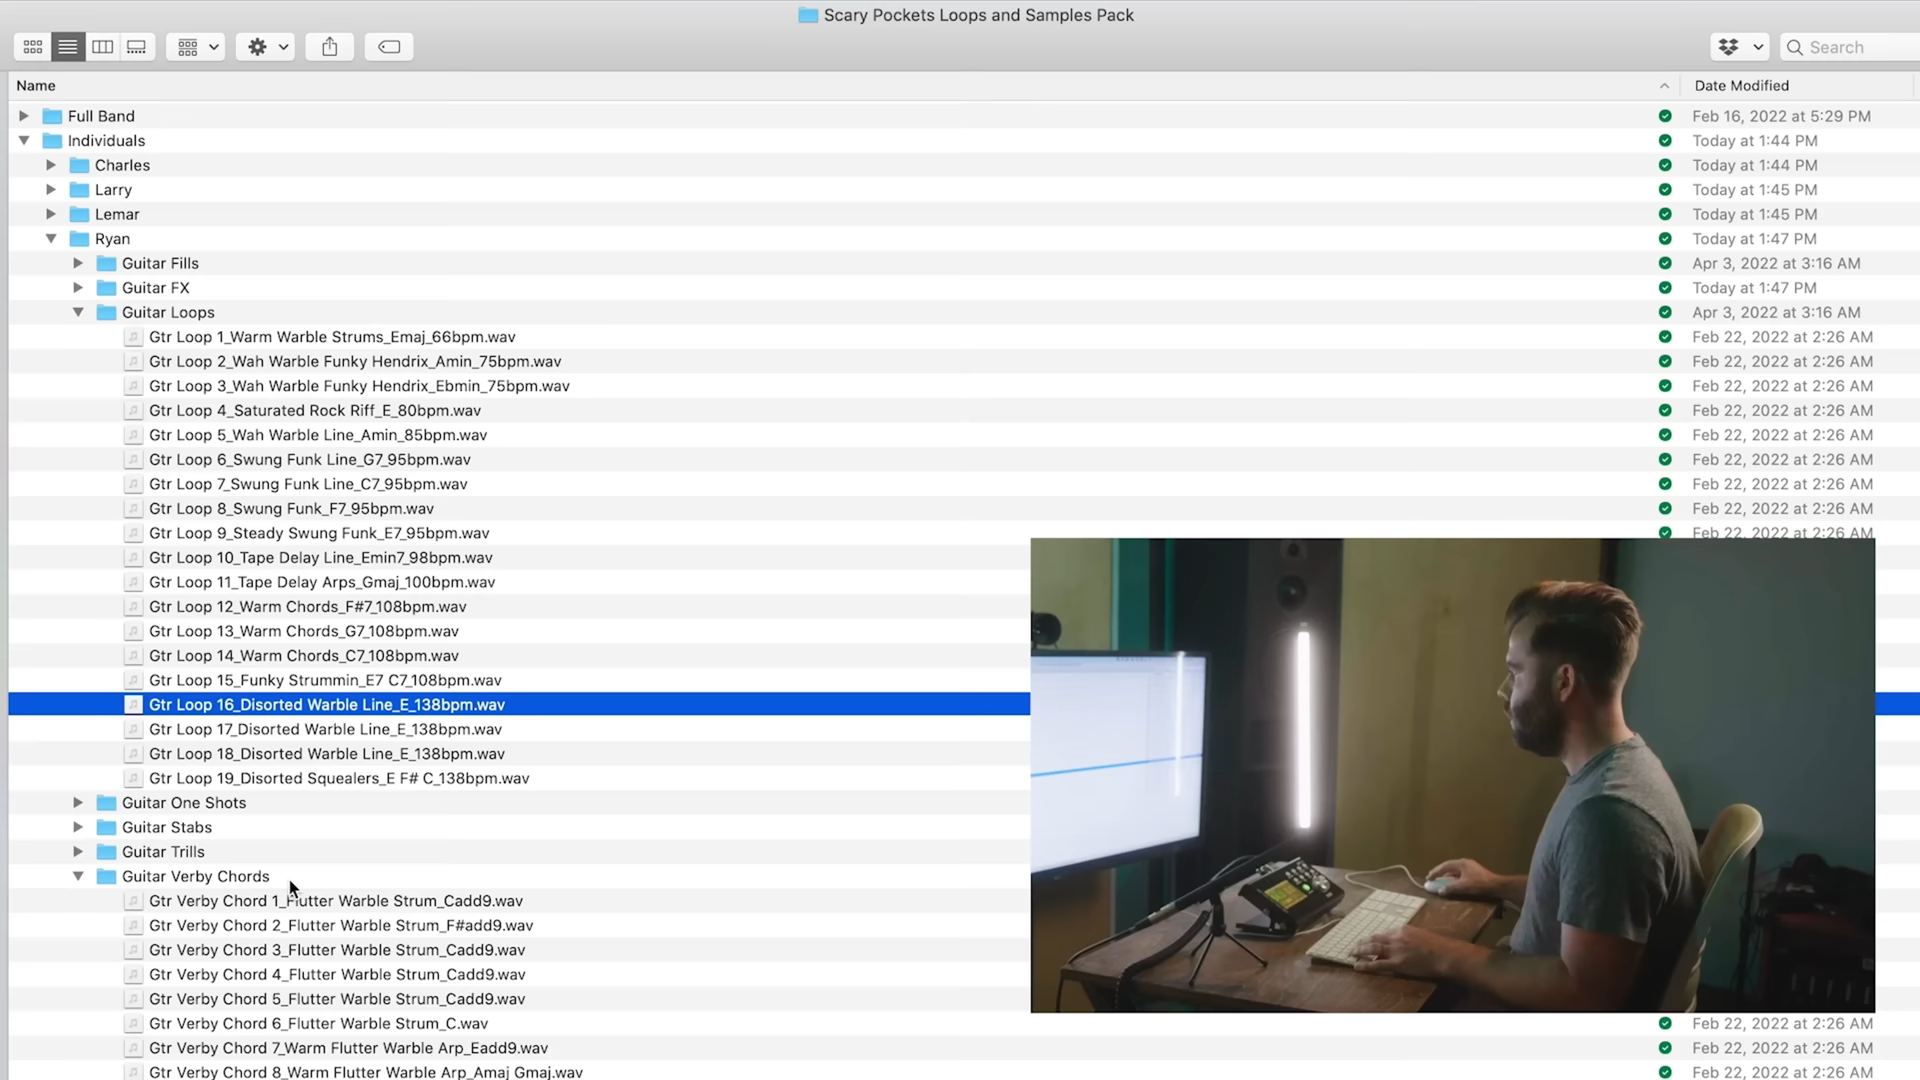 Scary Pockets Loops and Samples Pack
Search
Name Date Modified
Full Band Feb 16, 2022 at 5:29 PM
Individuals Today at 1:44 PM
Charles Today at 1:44 PM
Larry Today at 1:45 PM
Lemar Today at 1:45 PM
Ryan Today at 1:47 PM
Guitar Fills Apr 3, 2022 at 3:16 AM
Guitar FX Today at 1:47 PM
Guitar Loops Apr 3, 2022 at 3:16 AM
Gtr Loop 1_Warm Warble Strums_Emaj_66bpm.wav Feb 22, 2022 at 2:26 AM
Gtr Loop 2_Wah Warble Funky Hendrix_Amin_75bpm.wav Feb 22, 2022 at 2:26 AM
Gtr Loop 3_Wah Warble Funky Hendrix_Ebmin_75bpm.wav Feb 22, 2022 at 2:26 AM
Gtr Loop 4_Saturated Rock Riff_E_80bpm.wav Feb 22, 2022 at 2:26 AM
Gtr Loop 5_Wah Warble Line_Amin_85bpm.wav Feb 22, 2022 at 2:26 AM
Gtr Loop 6_Swung Funk Line_G7_95bpm.wav Feb 22, 2022 at 2:26 AM
Gtr Loop 7_Swung Funk Line_C7_95bpm.wav Feb 22, 2022 at 2:26 AM
Gtr Loop 8_Swung Funk_F7_95bpm.wav Feb 22, 2022 at 2:26 AM
Gtr Loop 9_Steady Swung Funk_E7_95bpm.wav Feb 22, 2022 at 2:26 AM
Gtr Loop 10_Tape Delay Line_Emin7_98bpm.wav
Gtr Loop 11_Tape Delay Arps_Gmaj_100bpm.wav
Gtr Loop 12_Warm Chords_F#7_108bpm.wav
Gtr Loop 13_Warm Chords_G7_108bpm.wav
Gtr Loop 14_Warm Chords_C7_108bpm.wav
Gtr Loop 15_Funky Strummin_E7 C7_108bpm.wav
Gtr Loop 16_Disorted Warble Line_E_138bpm.wav
Gtr Loop 17_Disorted Warble Line_E_138bpm.wav
Gtr Loop 18_Disorted Warble Line_E_138bpm.wav
Gtr Loop 19_Disorted Squealers_E F# C_138bpm.wav
Guitar One Shots
Guitar Stabs
Guitar Trills
Guitar Verby Chords
Gtr Verby Chord 1_Flutter Warble Strum_Cadd9.wav
Gtr Verby Chord 2_Flutter Warble Strum_F#add9.wav
Gtr Verby Chord 3_Flutter Warble Strum_Cadd9.wav
Gtr Verby Chord 4_Flutter Warble Strum_Cadd9.wav
Gtr Verby Chord 5_Flutter Warble Strum_Cadd9.wav
Gtr Verby Chord 6_Flutter Warble Strum_C.wav Feb 22, 2022 at 2:26 AM
Gtr Verby Chord 7_Warm Flutter Warble Arp_Eadd9.wav Feb 22, 2022 at 2:26 AM
Gtr Verby Chord 8_Warm Flutter Warble Arp_Amaj Gmaj.wav Feb 22, 2022 at 2:26 AM